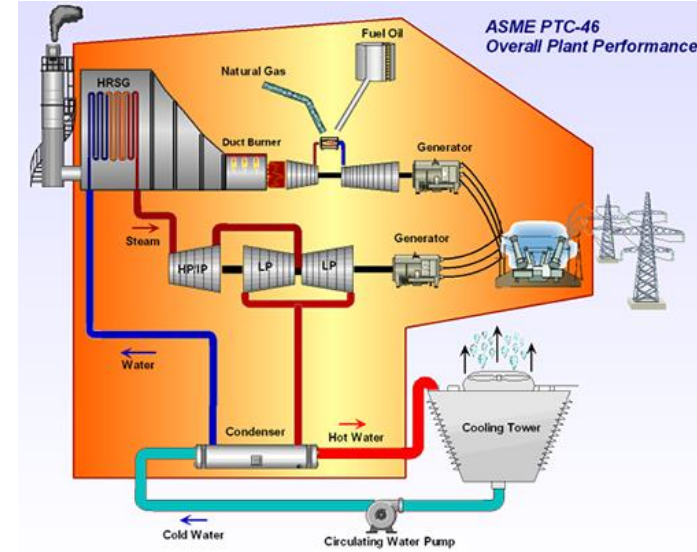 ASME PTC-46
Overall Plant Performance
Fuel Oil
Natural Gas
HRSG
Duct Burner
Generator
Steam
HP/IP
LP
LP
Generator
Water
Condenser
Hot Water
Cooling Tower
Cold Water
Circulating Water Pump